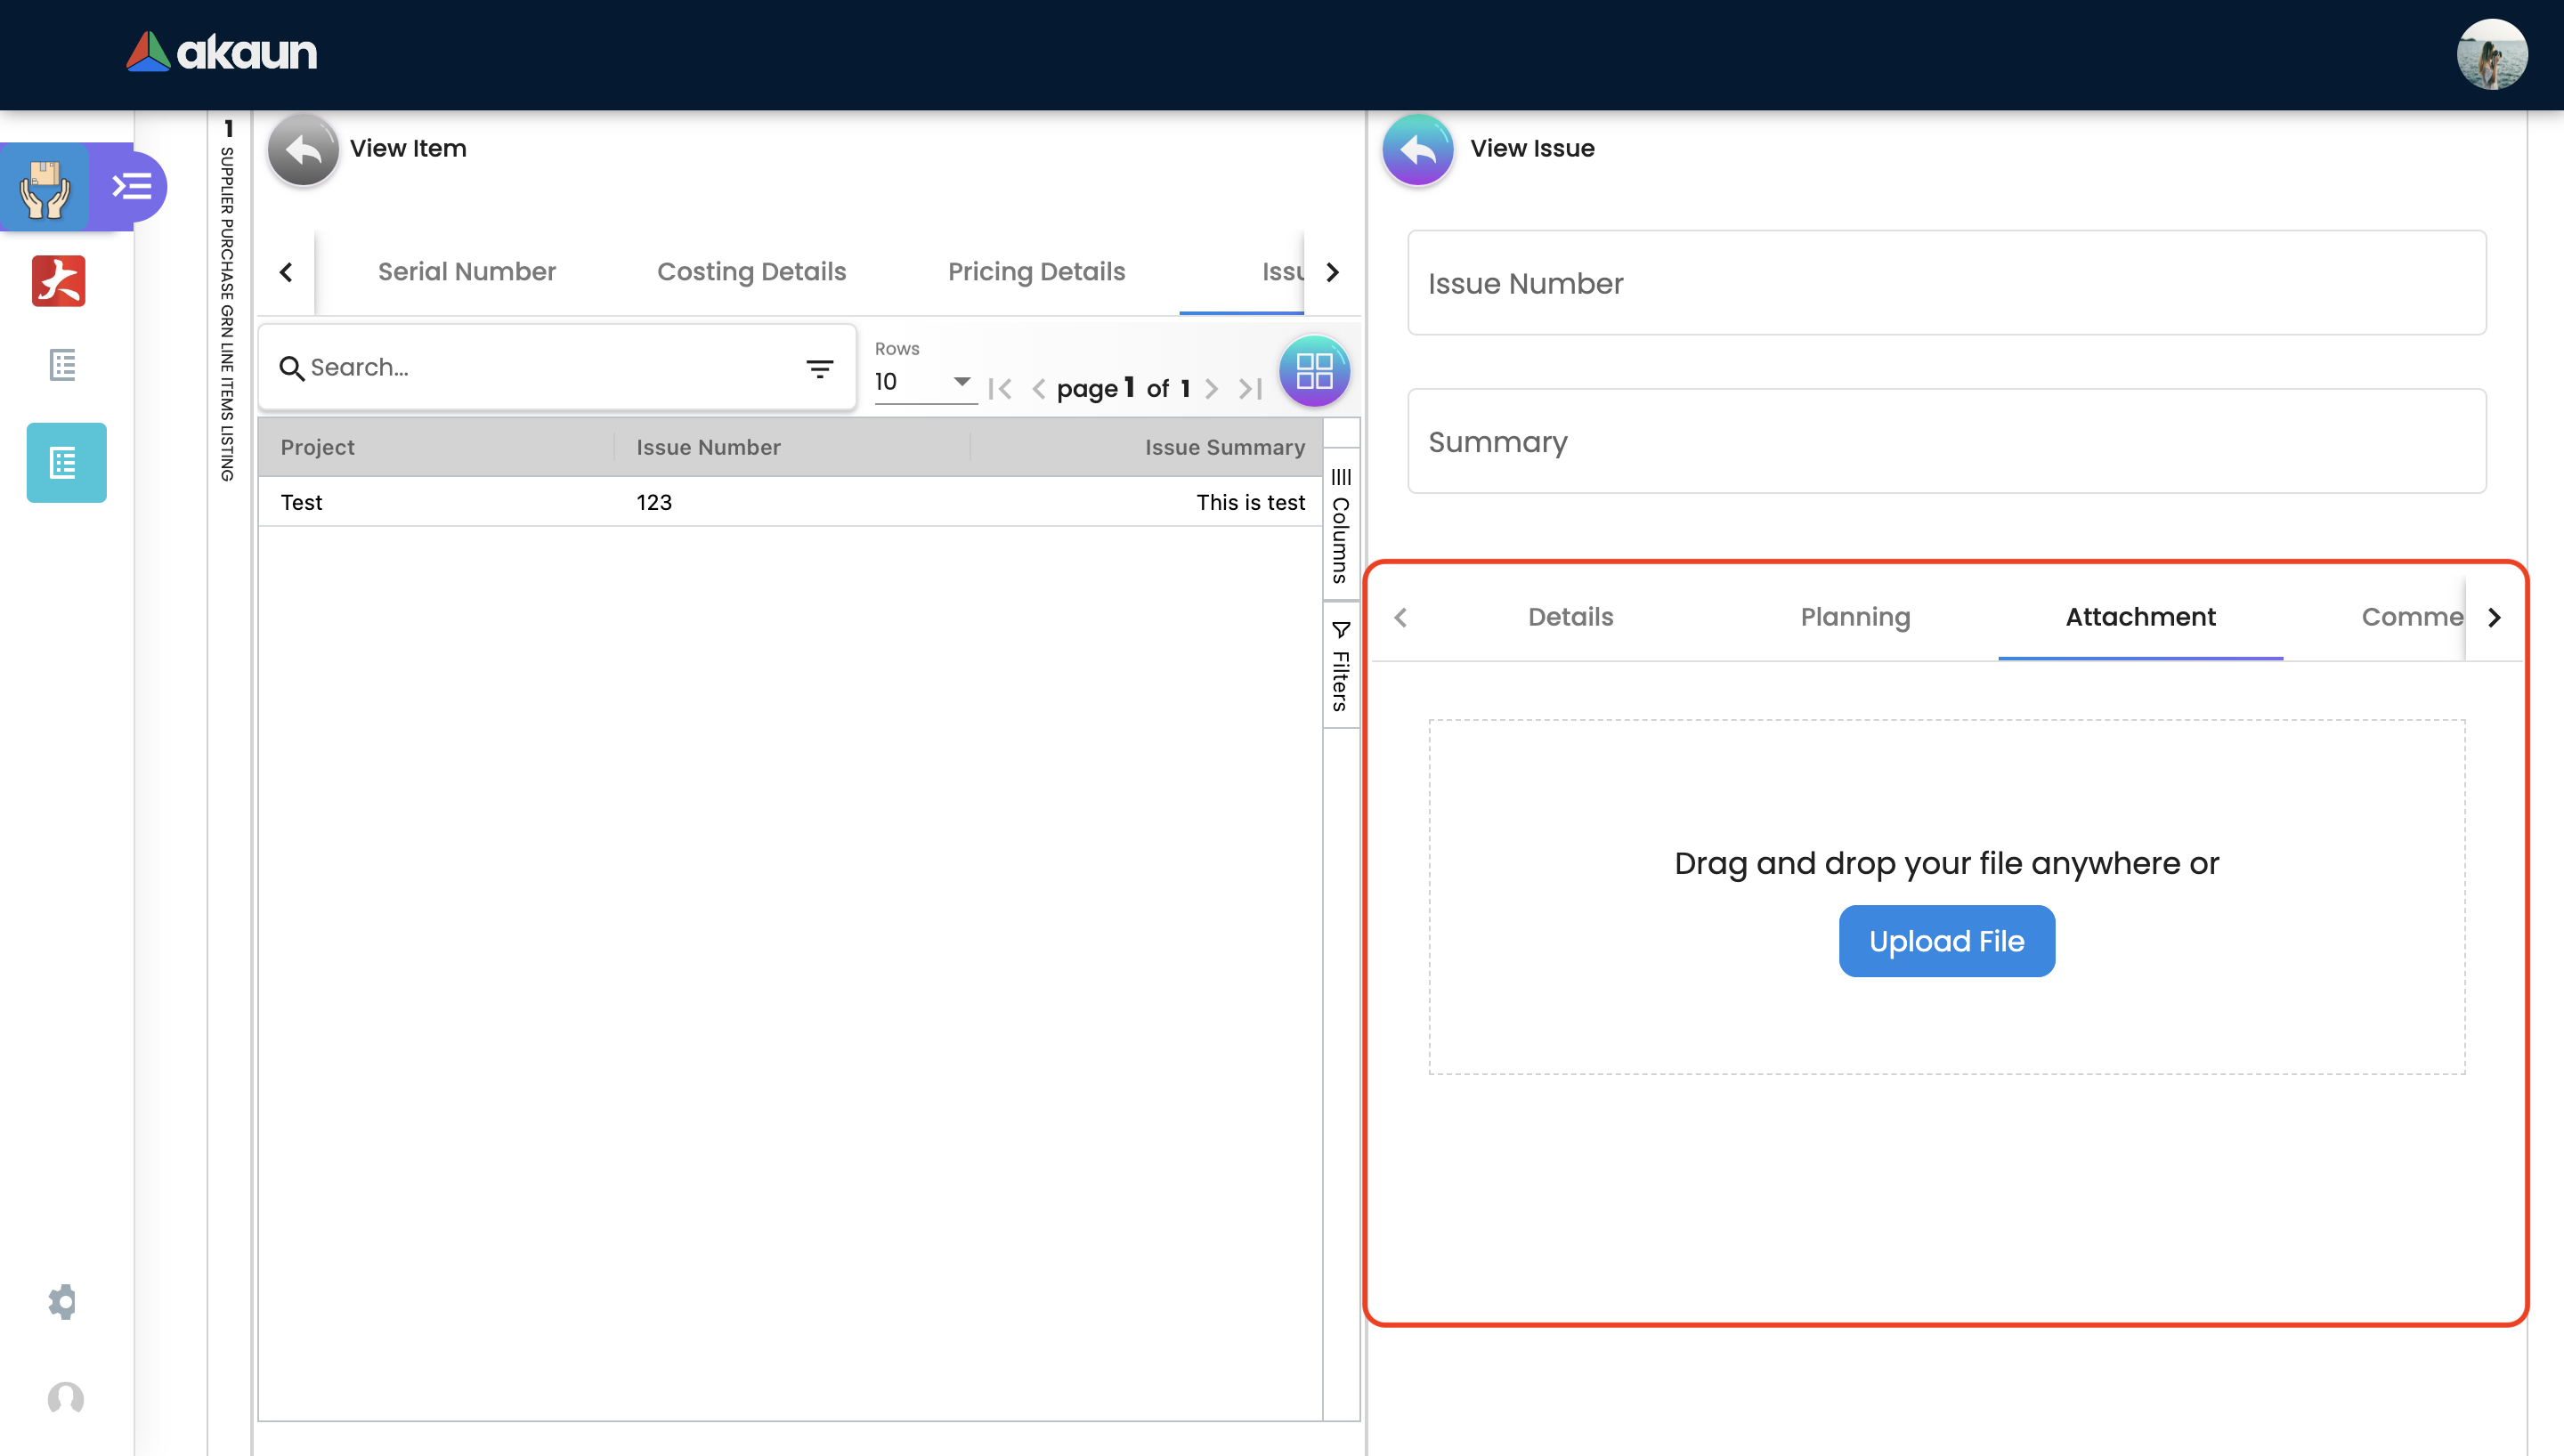 akaun
1 SUPPLIER PURCHASE GRN LINE ITEMS LISTING
View Item
Serial Number
Costing Details
Pricing Details
Issu
Search...
Rows
10
page 1 of 1
Project
Issue Number
Issue Summary
Test
123
This is test
Columns
Filters
View Issue
Issue Number
Summary
Details
Planning
Attachment
Comme
Drag and drop your file anywhere or
Upload File